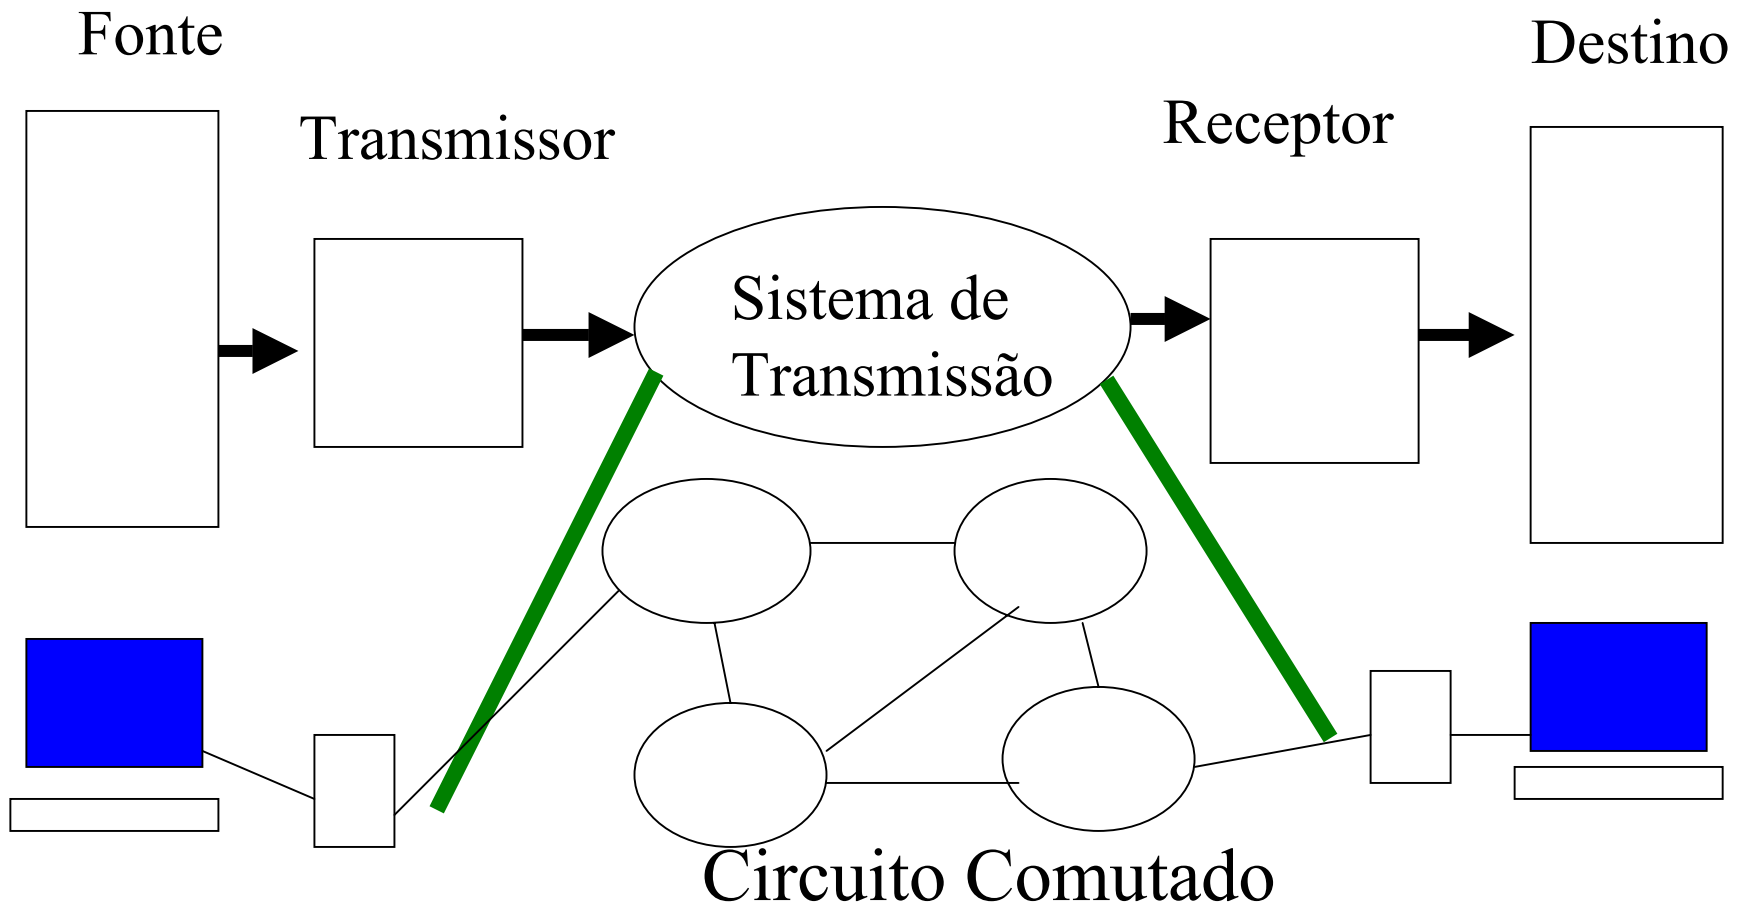 Fonte
Destino
Transmissor
Receptor
Sistema de
Transmissão
Circuito Comutado